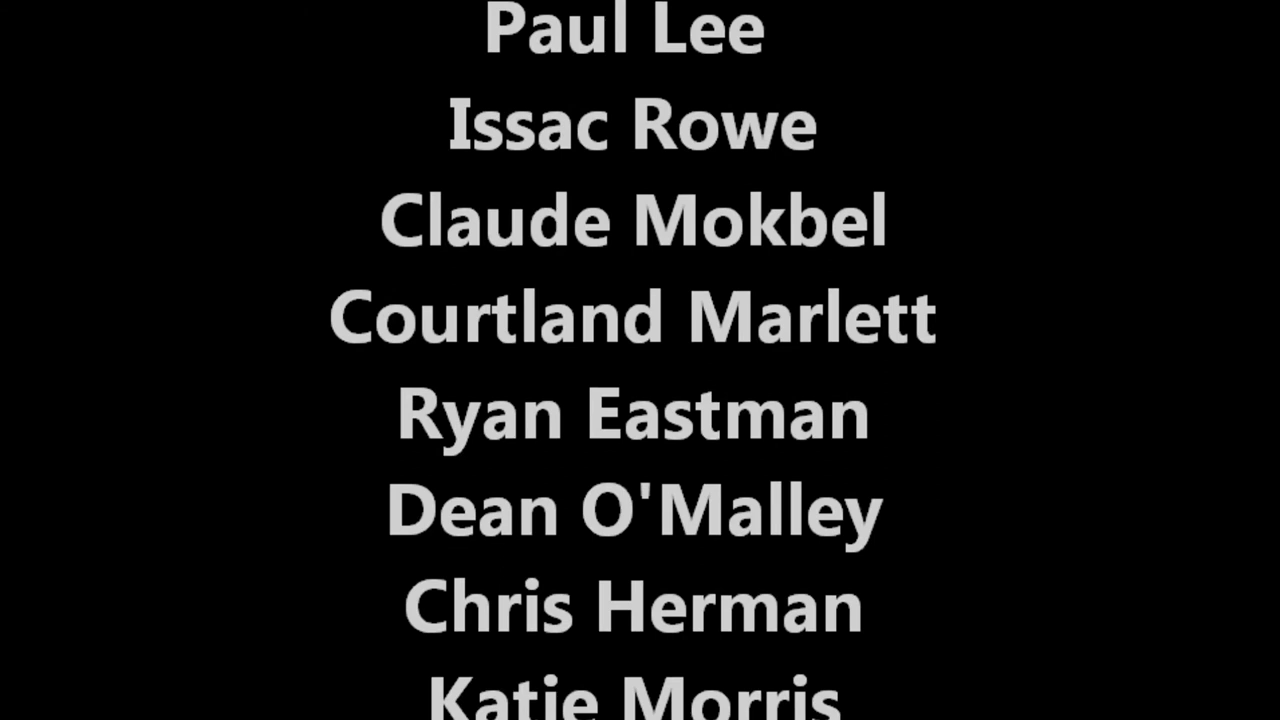 Paul Lee
Issac Rowe
Claude Mokbel
Courtland Marlett
Ryan Eastman
Dean O'Malley
Chris Herman
Katie Morris